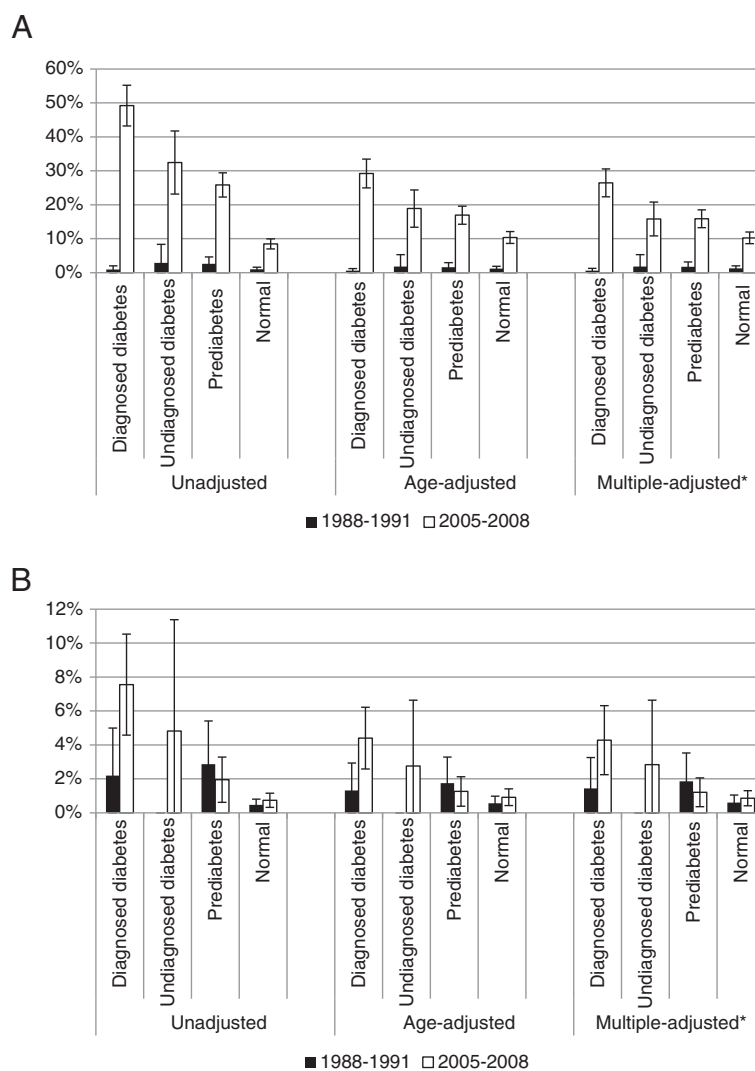 A
60%
50%
40%
30%
20%
10%
0%
Diagnosed diabetes
Undiagnosed diabetes
Prediabetes
Normal
Diagnosed diabetes
Undiagnosed diabetes
Prediabetes
Normal
Diagnosed diabetes
Undiagnosed diabetes
Prediabetes
Normal
Unadjusted Age-adjusted Multiple-adjusted*
1988-1991 2005-2008
B
12%
10%
8%
6%
4%
2%
0%
Diagnosed diabetes
Undiagnosed diabetes
Prediabetes
Normal
Diagnosed diabetes
Undiagnosed diabetes
Prediabetes
Normal
Diagnosed diabetes
Undiagnosed diabetes
Prediabetes
Normal
Unadjusted Age-adjusted Multiple-adjusted*
1988-1991 2005-2008